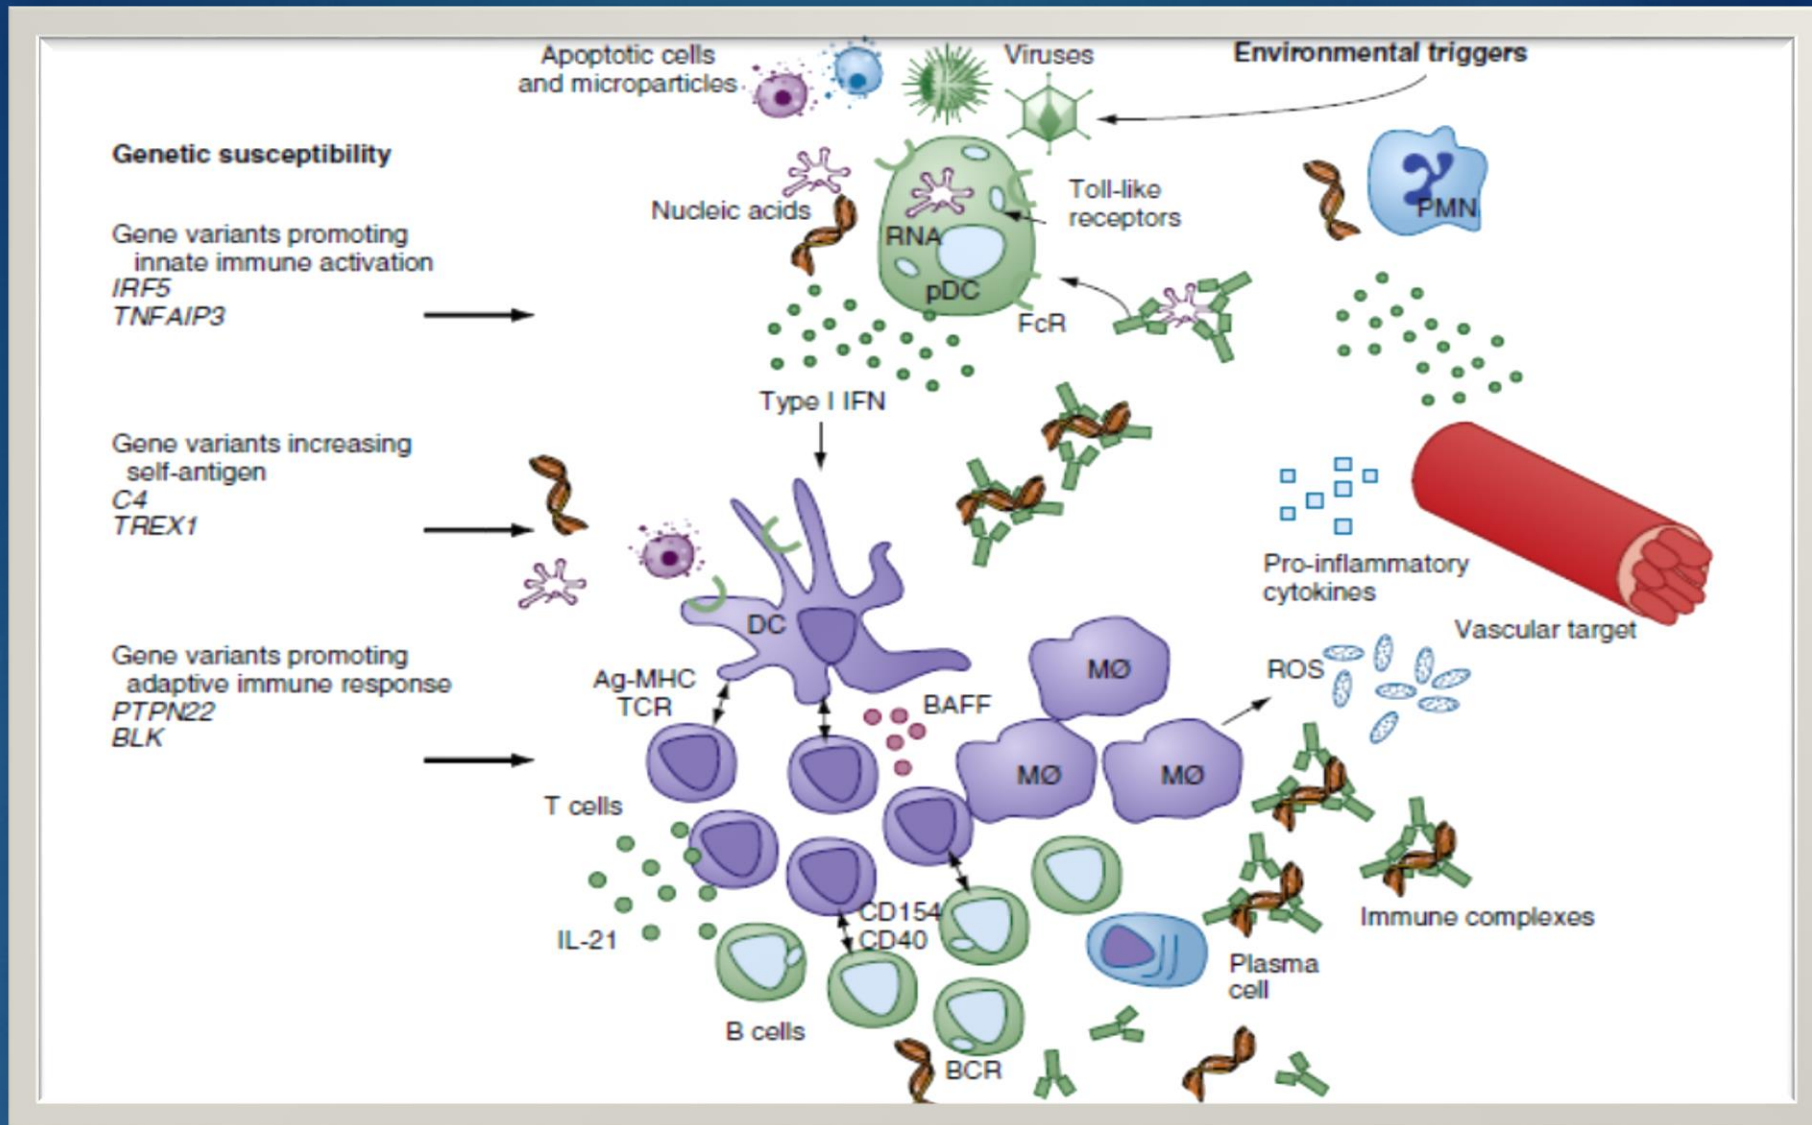 Apoptotic cells
and microparticles
Viruses
Environmental triggers
Genetic susceptibility
Nucleic acids
RNA
pDC
Toll-like
receptors
PMN
FcR
Gene variants promoting
innate immune activation
IRF5
TNFAIP3
Type I IFN
Gene variants increasing
self-antigen
C4
TREX1
Pro-inflammatory
cytokines
Vascular target
DC
Gene variants promoting
adaptive immune response
PTPN22
BLK
Ag-MHC
TCR
BAFF
MØ
MØ
MØ
ROS
T cells
IL-21
CD154
CD40
Immune complexes
Plasma
cell
B cells
BCR